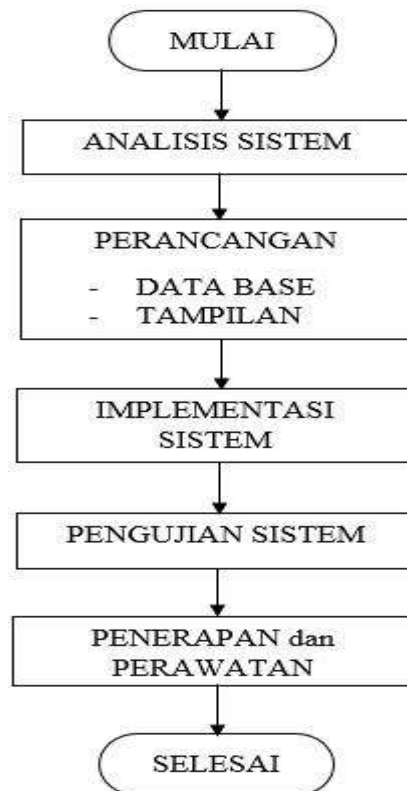 MULAI
ANALISIS SISTEM
PERANCANGAN
- DATA BASE
- TAMPILAN
IMPLEMENTASI
SISTEM
PENGUJIAN SISTEM
PENERAPAN dan
PERAWATAN
SELESAI